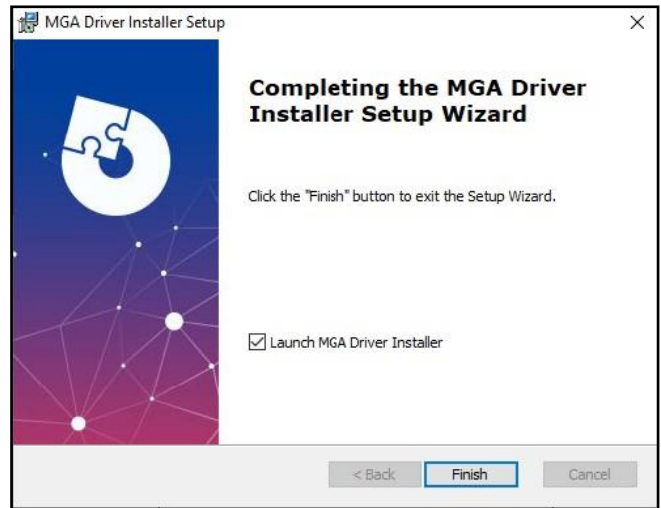 MGA Driver Installer Setup
Completing the MGA Driver
Installer Setup Wizard
Click the "Finish" button to exit the Setup Wizard.
Launch MGA Driver Installer
< Back Finish Cancel